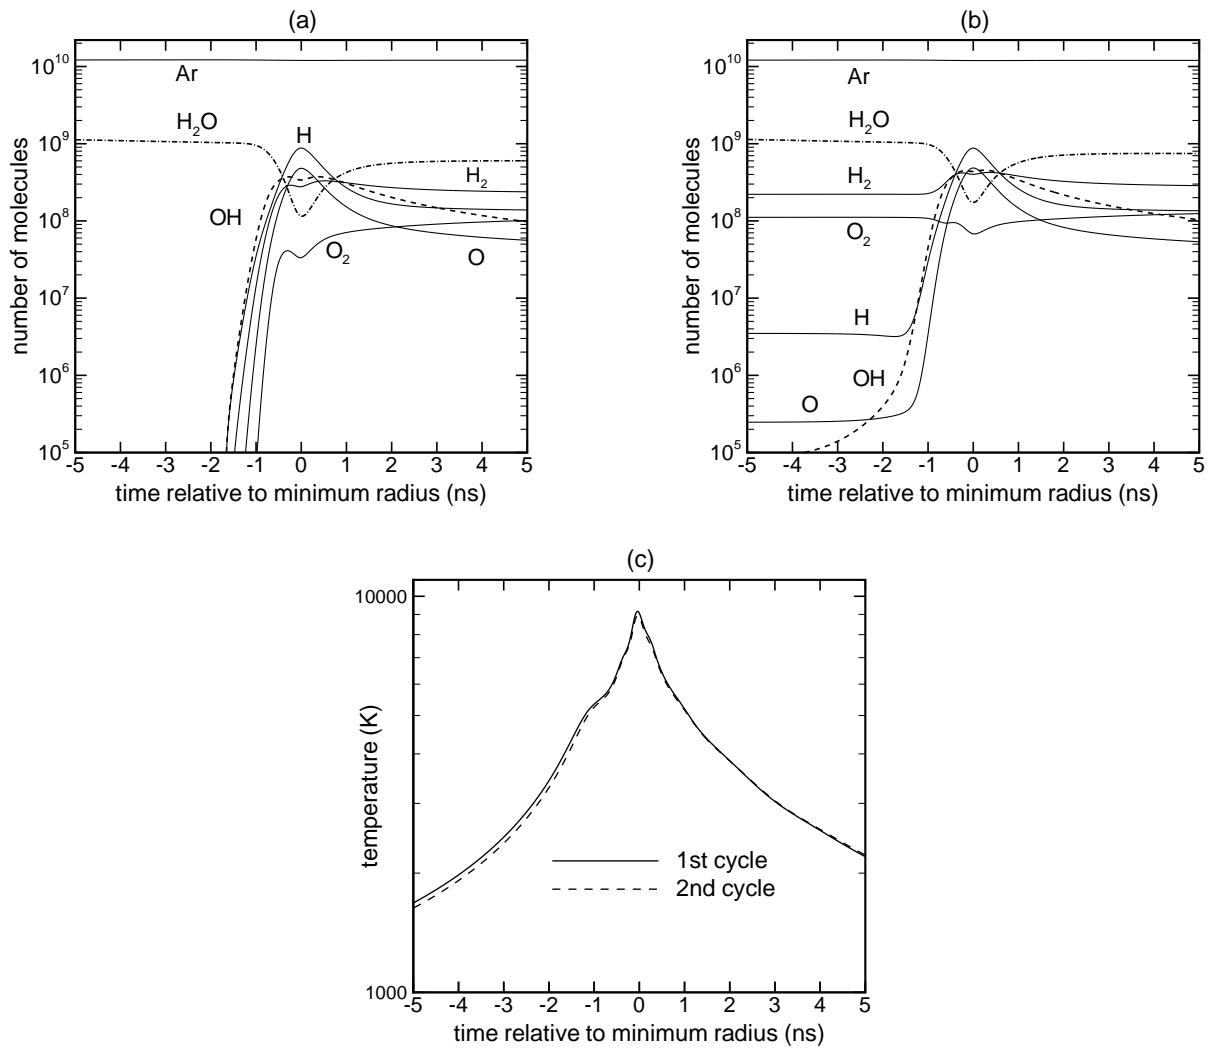 (a)
number of molecules
10^10
10^9
10^8
10^7
10^6
10^5
Ar
H₂O
H
H₂
OH
O₂
O
-5 -4 -3 -2 -1 0 1 2 3 4 5
time relative to minimum radius (ns)
(b)
number of molecules
10^10
10^9
10^8
10^7
10^6
10^5
Ar
H₂O
H₂
O₂
H
OH
O
-5 -4 -3 -2 -1 0 1 2 3 4 5
time relative to minimum radius (ns)
(c)
temperature (K)
10000
1000
1st cycle
2nd cycle
-5 -4 -3 -2 -1 0 1 2 3 4 5
time relative to minimum radius (ns)